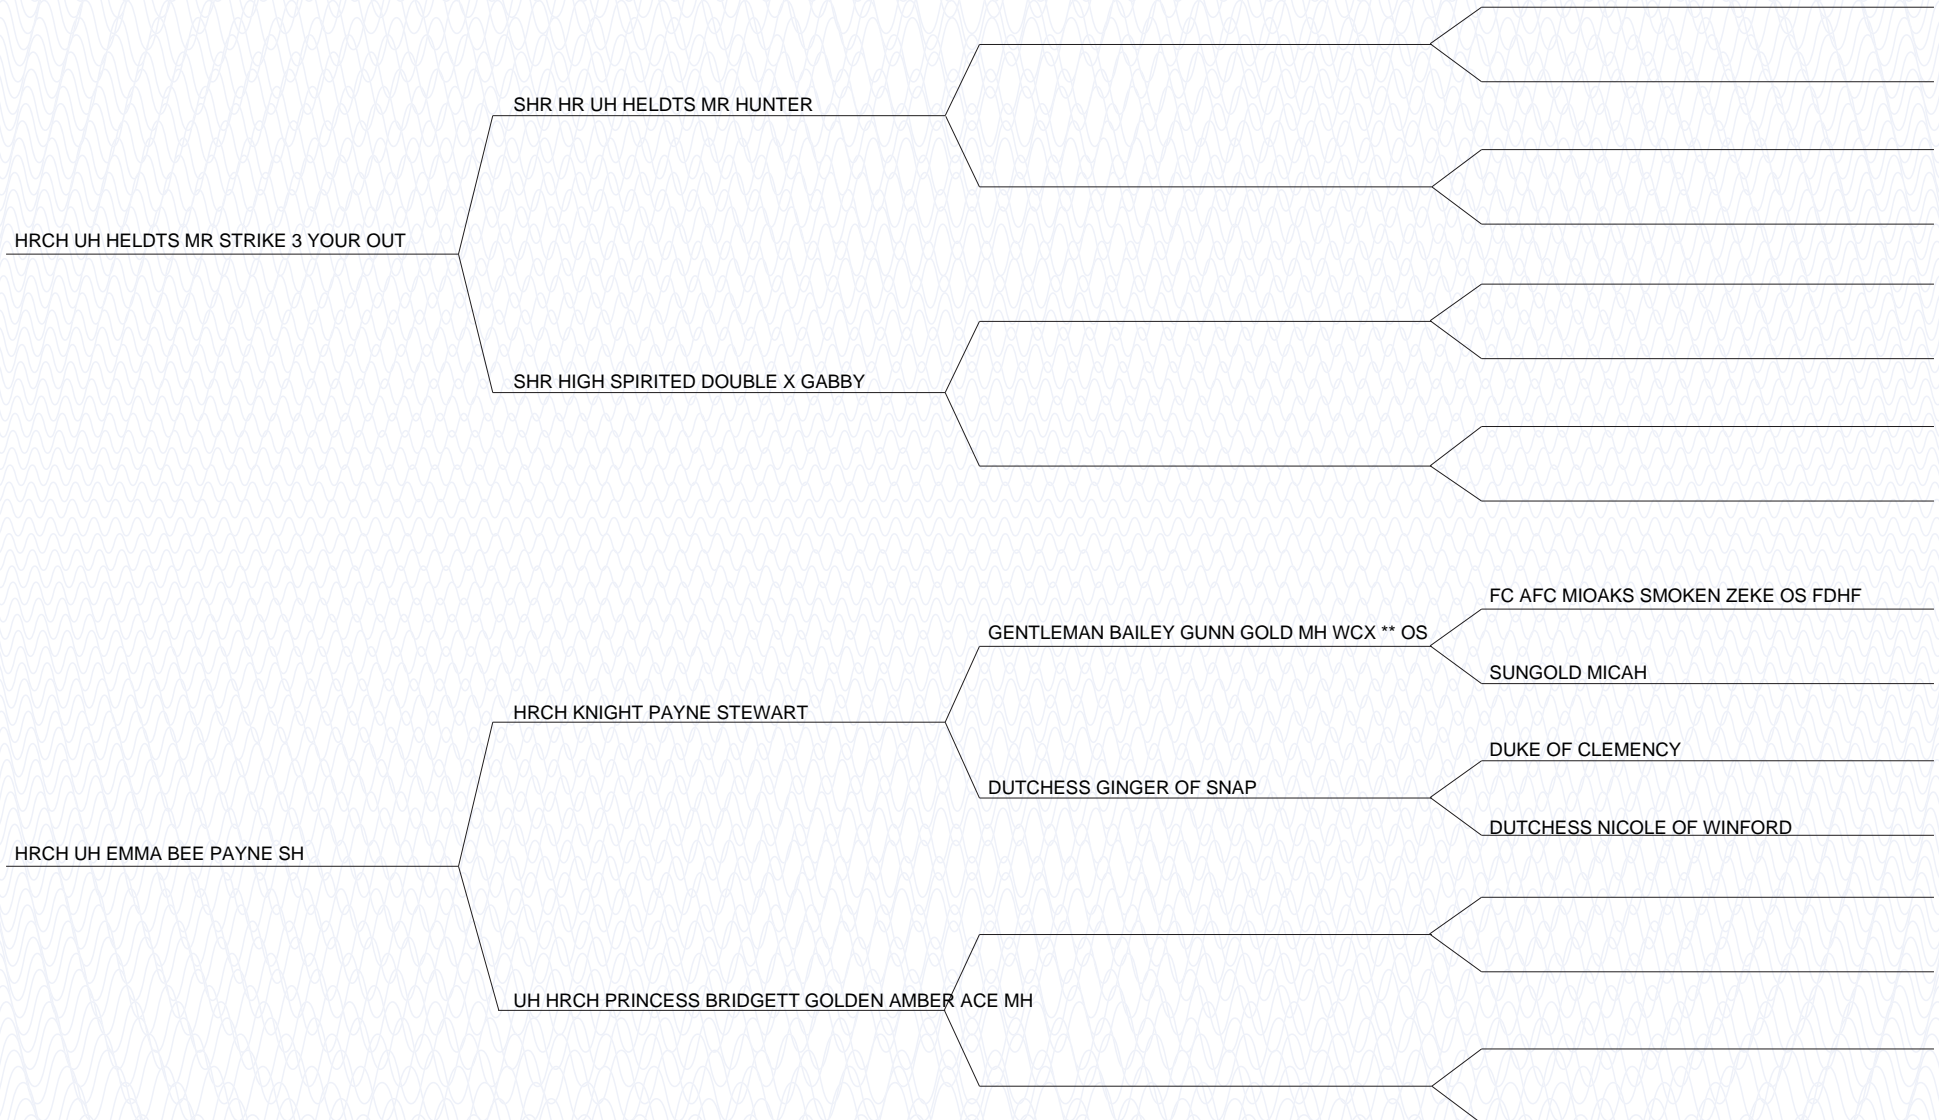 SHR HR UH HELDTS MR HUNTER
HRCH UH HELDTS MR STRIKE 3 YOUR OUT
SHR HIGH SPIRITED DOUBLE X GABBY
FC AFC MIOAKS SMOKEN ZEKE OS FDHF
GENTLEMAN BAILEY GUNN GOLD MH WCX ** OS
SUNGOLD MICAH
HRCH KNIGHT PAYNE STEWART
DUKE OF CLEMENCY
DUTCHESS GINGER OF SNAP
DUTCHESS NICOLE OF WINFORD
HRCH UH EMMA BEE PAYNE SH
UH HRCH PRINCESS BRIDGETT GOLDEN AMBER ACE MH